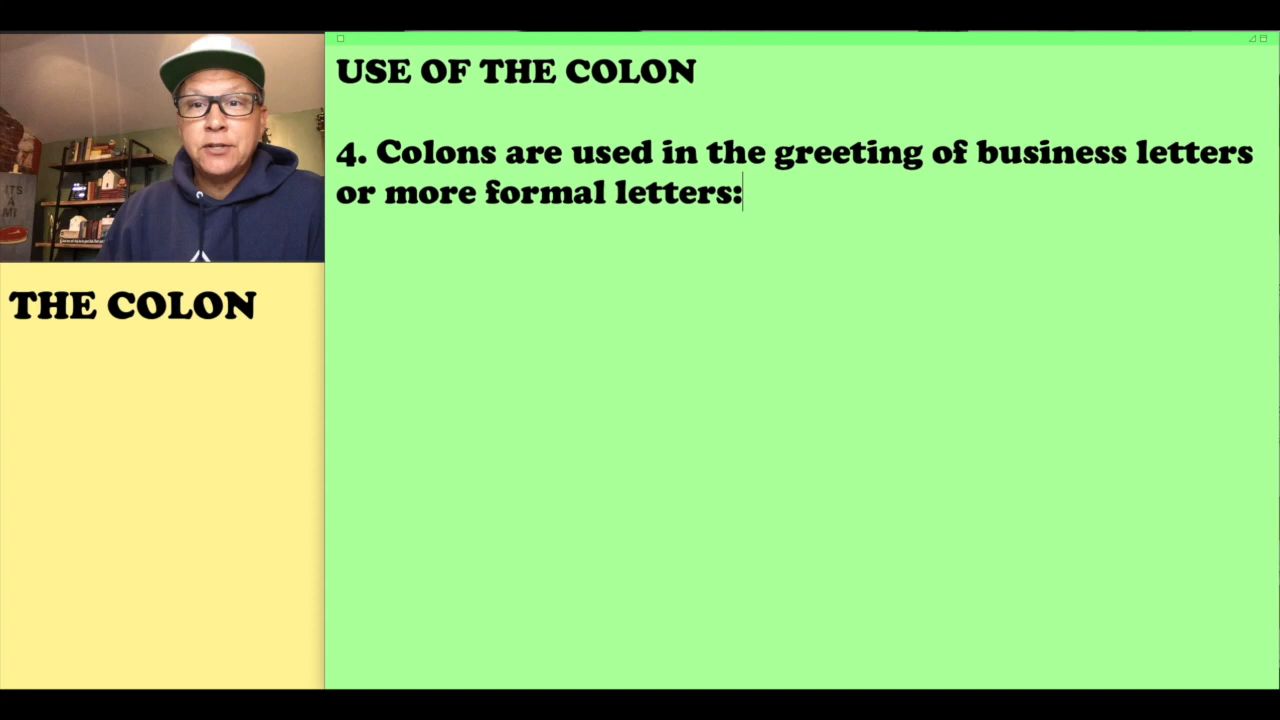 USE OF THE COLON
4. Colons are used in the greeting of business letters
or more formal letters:
THE COLON